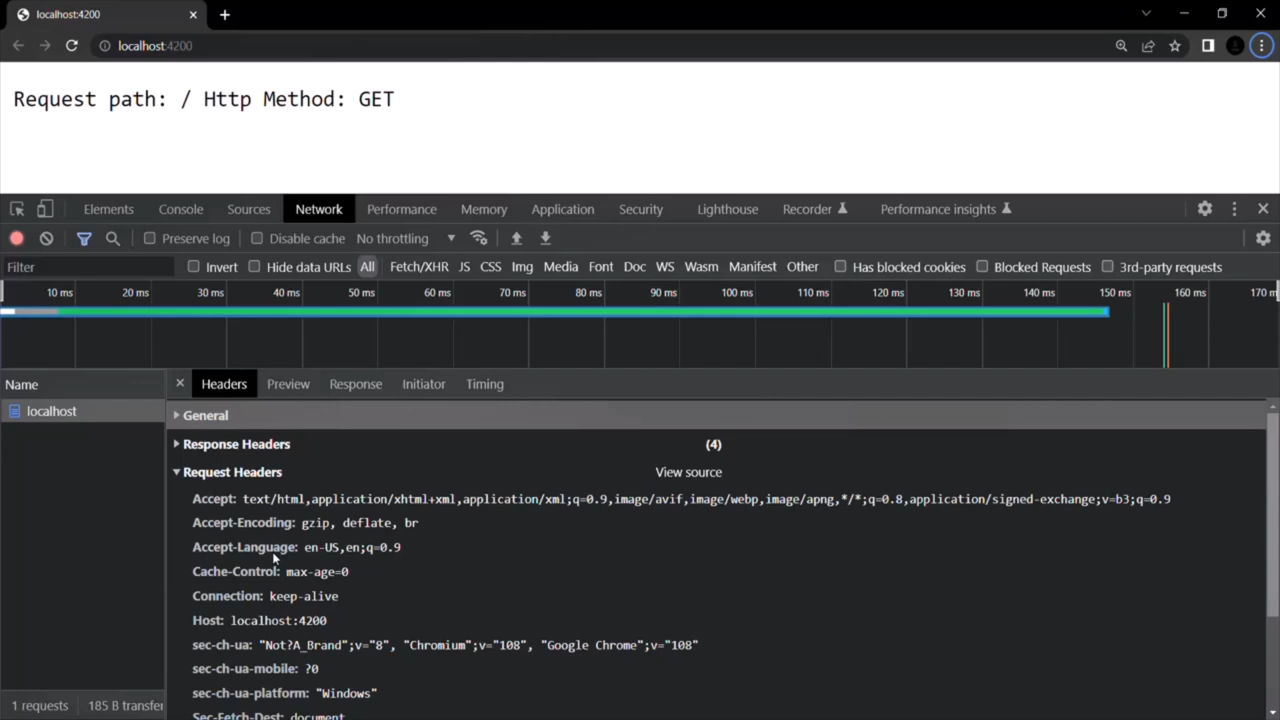 localhost:4200
localhost:4200
Request path: / Http Method: GET
Elements Console Sources Network Performance Memory Application Security Lighthouse Recorder Performance insights
Preserve log Disable cache No throttling
Filter Invert Hide data URLs All Fetch/XHR JS CSS Img Media Font Doc WS Wasm Manifest Other Has blocked cookies Blocked Requests 3rd-party requests
10 ms 20 ms 30 ms 40 ms 50 ms 60 ms 70 ms 80 ms 90 ms 100 ms 110 ms 120 ms 130 ms 140 ms 150 ms 160 ms 170 m
Name Headers Preview Response Initiator Timing
localhost
General
Response Headers (4)
Request Headers View source
Accept: text/html,application/xhtml+xml,application/xml;q=0.9,image/avif,image/webp,image/apng,*/*;q=0.8,application/signed-exchange;v=b3;q=0.9
Accept-Encoding: gzip, deflate, br
Accept-Language: en-US,en;q=0.9
Cache-Control: max-age=0
Connection: keep-alive
Host: localhost:4200
sec-ch-ua: "Not?A_Brand";v="8", "Chromium";v="108", "Google Chrome";v="108"
sec-ch-ua-mobile: ?0
sec-ch-ua-platform: "Windows"
Sec-Fetch-Dest: document
1 requests 185 B transfer